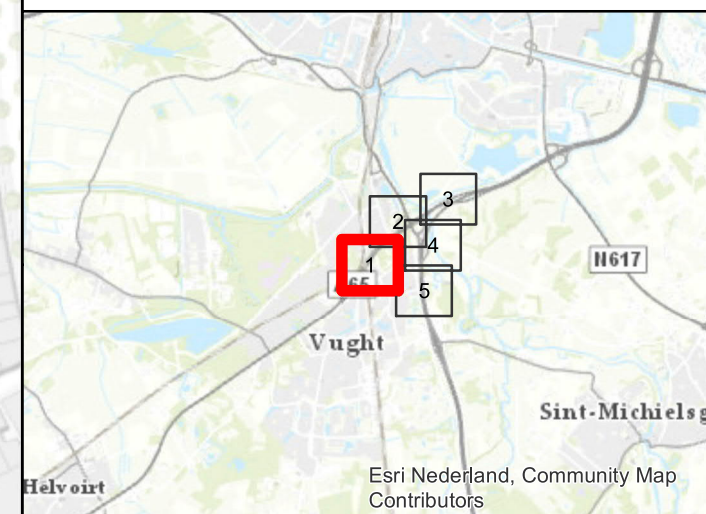 3
2
4
N617
1
5
Vught
Sint-Michielsg
Helvoirt
Esri Nederland, Community Map
Contributors